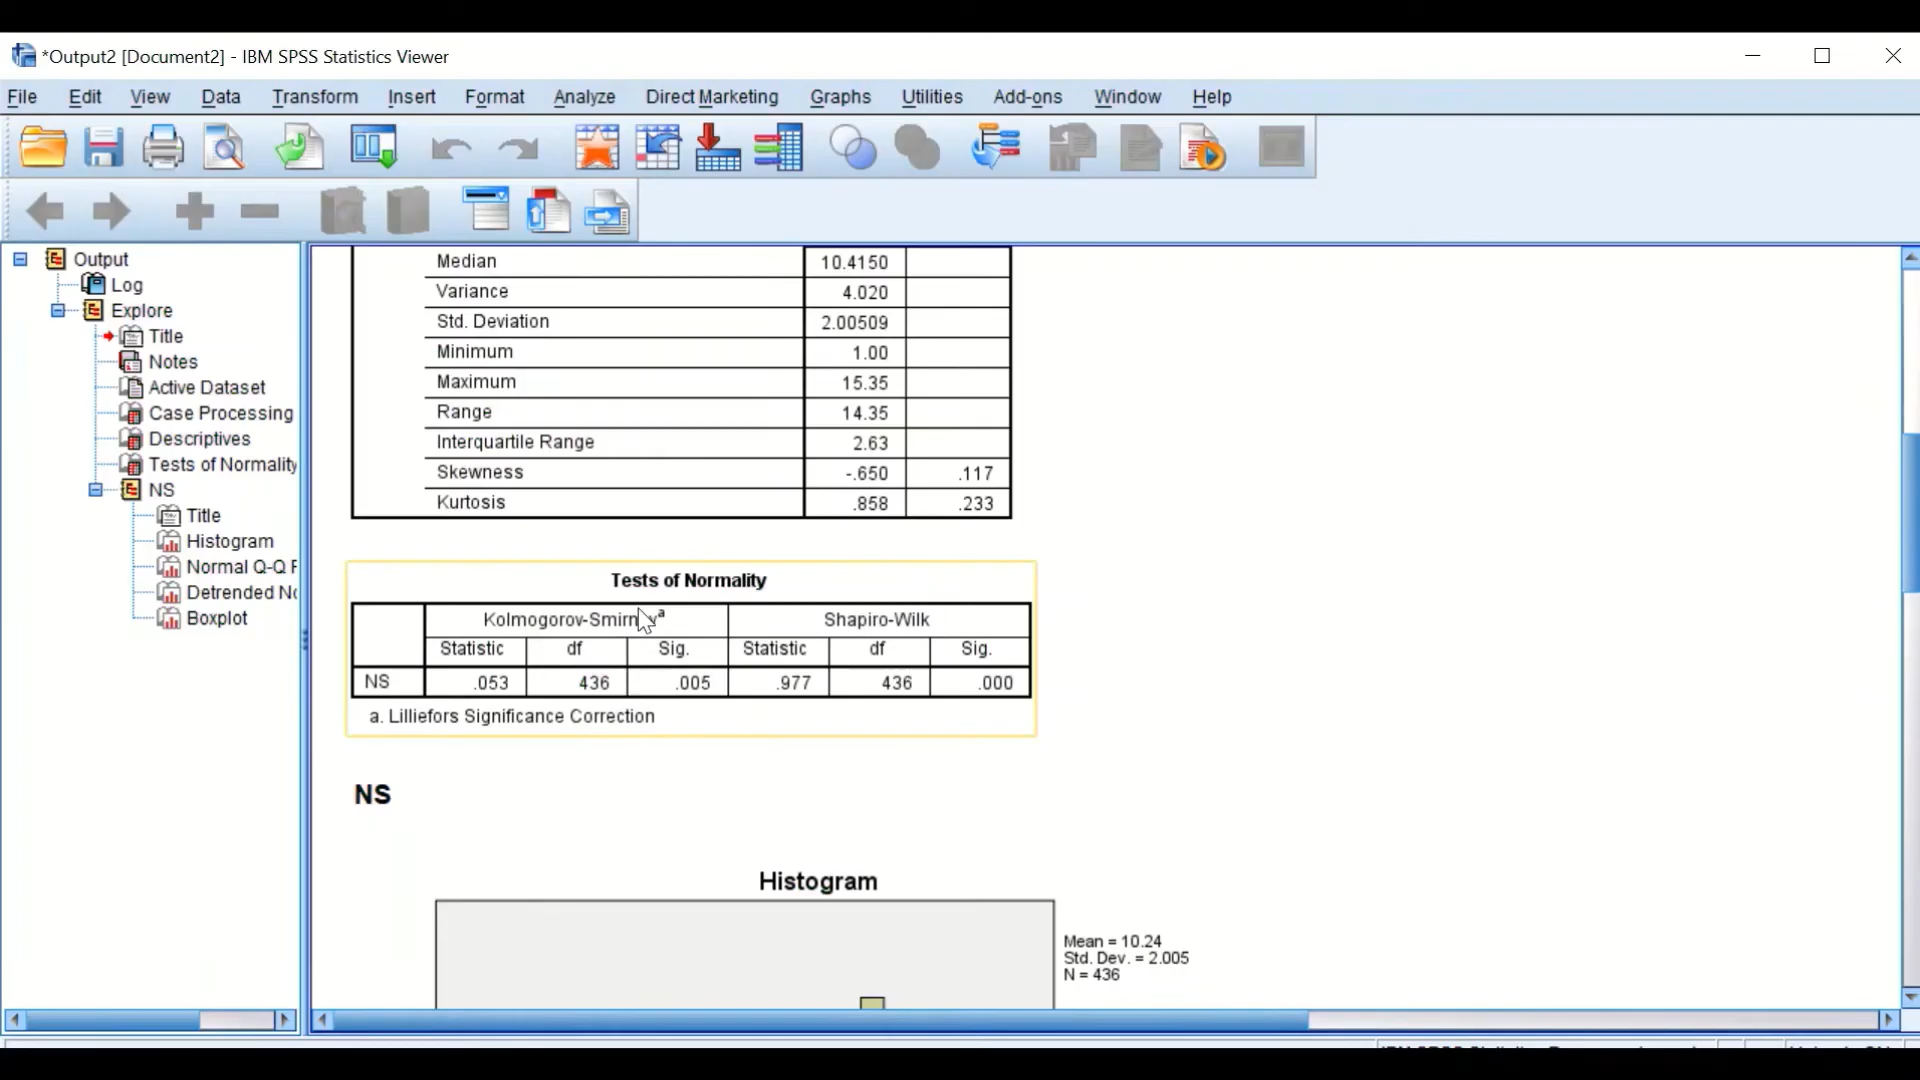 *Output2 [Document2] - IBM SPSS Statistics Viewer
File Edit View Data Transform Insert Format Analyze Direct Marketing Graphs Utilities Add-ons Window Help
Output
Log
Explore
Title
Notes
Active Dataset
Case Processing
Descriptives
Tests of Normality
NS
Title
Histogram
Normal Q-Q
Detrended
Boxplot
Median 10.4150
Variance 4.020
Std. Deviation 2.00509
Minimum 1.00
Maximum 15.35
Range 14.35
Interquartile Range 2.63
Skewness -.650 .117
Kurtosis .858 .233
Tests of Normality
Kolmogorov-Smirnov a Shapiro-Wilk
Statistic df Sig. Statistic df Sig.
NS .053 436 .005 .977 436 .000
a. Lilliefors Significance Correction
NS
Histogram
Mean = 10.24
Std. Dev. = 2.005
N = 436